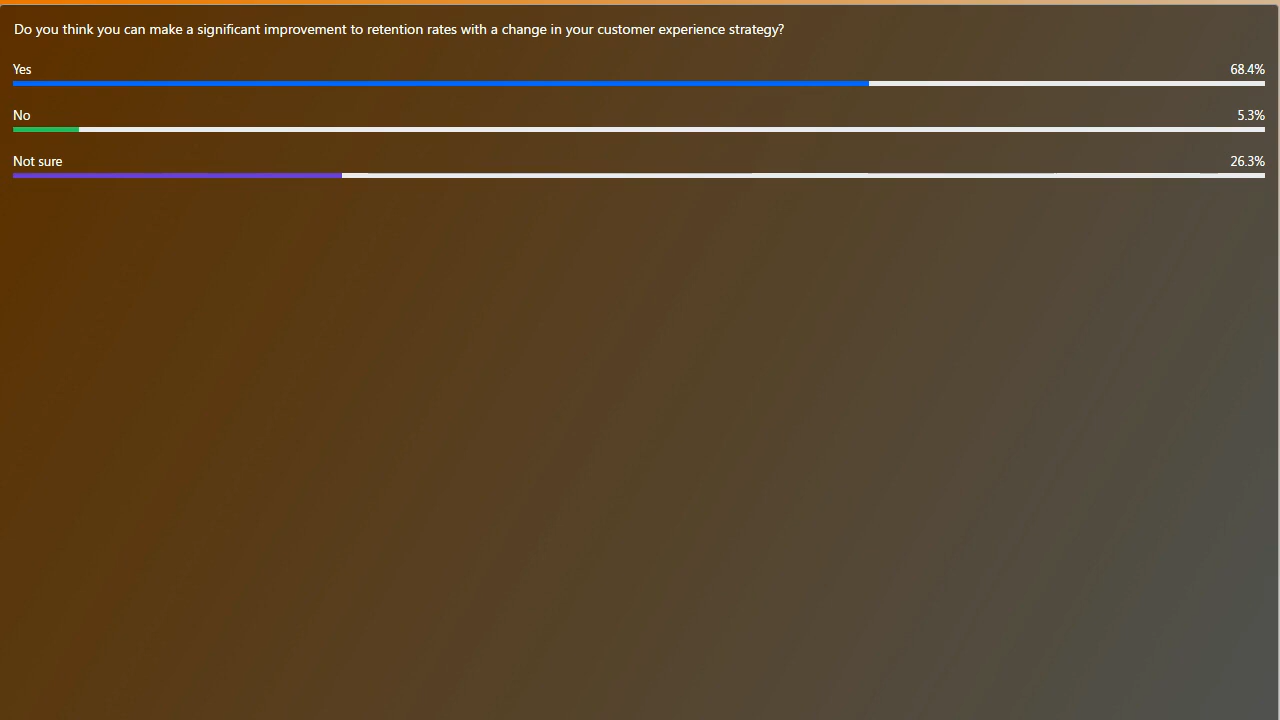 Do you think you can make a significant improvement to retention rates with a change in your customer experience strategy?
Yes 68.4%
No 5.3%
Not sure 26.3%